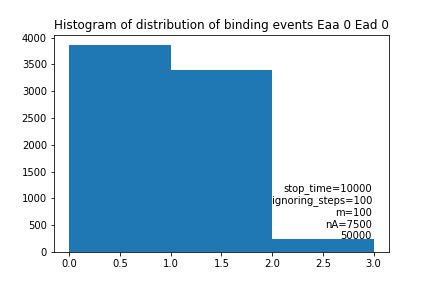 Histogram of distribution of binding events Eaa 0 Ead 0
4000
3500
3000
2500
2000
1500
1000
500
0
stop_time=10000
ignoring_steps=100
m=100
nA=7500
50000
0.0 0.5 1.0 1.5 2.0 2.5 3.0